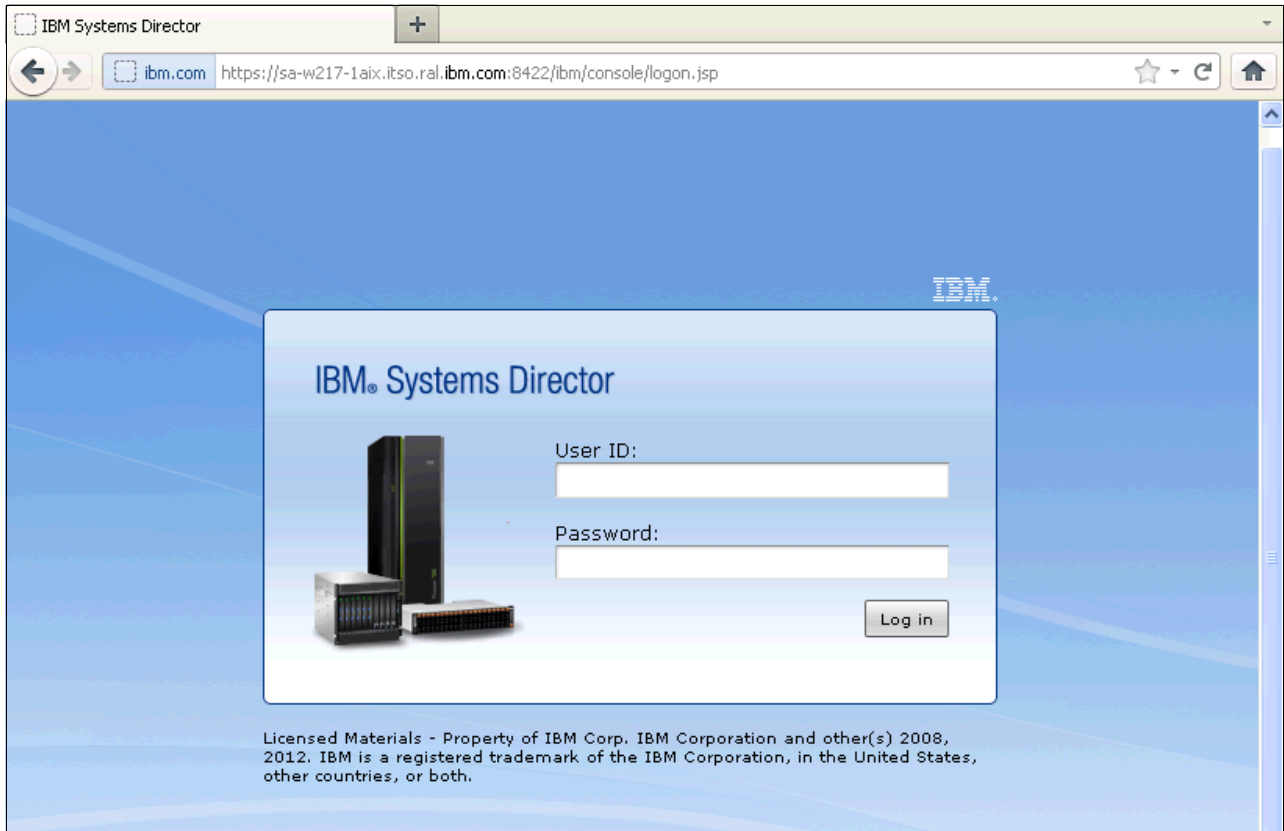 IBM Systems Director
+
ibm.com https://sa-w217-1aix.itso.ral.ibm.com:8422/ibm/console/logon.jsp
IBM.
IBM® Systems Director
User ID:
Password:
Log in
Licensed Materials - Property of IBM Corp. IBM Corporation and other(s) 2008,
2012. IBM is a registered trademark of the IBM Corporation, in the United States,
other countries, or both.